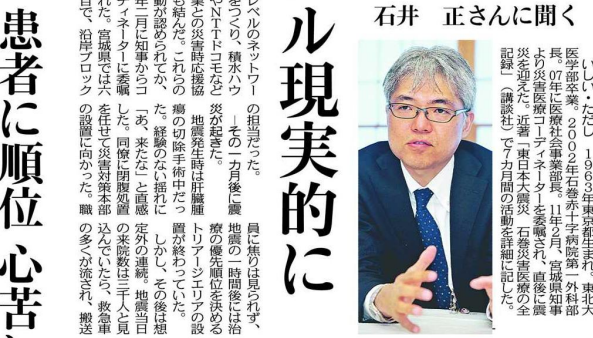 石井　正さんに聞く
いしい・ただし　1963年東京都生まれ。東北大
医学部卒業。2002年石巻赤十字病院第一外科部
長。07年に医療社会事業部長。11年2月、宮城県知事
より災害医療コーディネーターを委嘱され、直後に震
災を迎えた。近著「東日本大震災　石巻災害医療の全
記録」（講談社）で7カ月間の活動を詳細に記した。
ル現実的に
患者に順位 心苦
レベルのネットワー
をつくり、積水ハウ
やNTTドコモなど
業との災害時応援協
も結んだ。これらの
動が認められてか、
年二月に知事からコ
ディネーターに委嘱
れた。宮城県では六
目で、沿岸ブロック
の担当だった。
―その一カ月後に震
災が起きた。
地震発生時は肝臓腫
瘍の切除手術中だっ
た。経験のない揺れに
「あ、来たな」と直感
した。同僚に閉腹処置
を任せて災害対策本部
の設置に向かった。職
員に焦りは見られず、
地震の一時間後には治
療の優先順位を決める
トリアージエリアの設
置が終わっていた。
しかし、その後は想
定外の連続。地震当日
の来院数は三千人と見
込んでいたら、救急車
の多くが流され、搬送